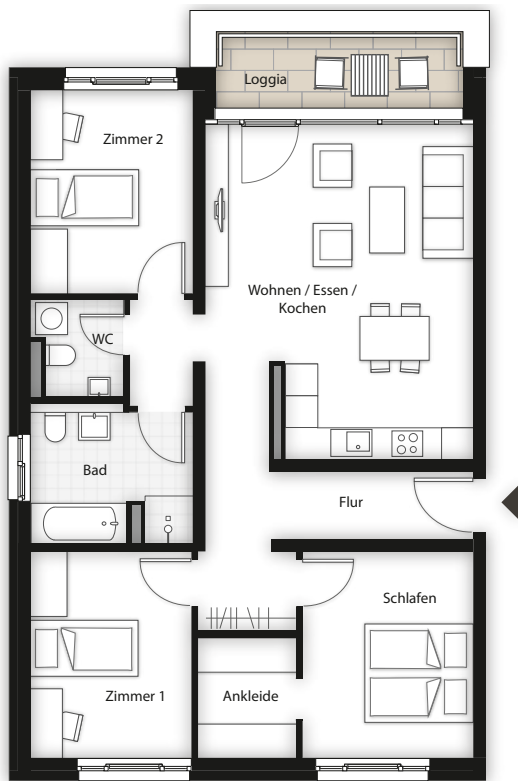 Loggia
Zimmer 2
Wohnen / Essen /
Kochen
WC
Bad
Flur
Schlafen
Zimmer 1
Ankleide